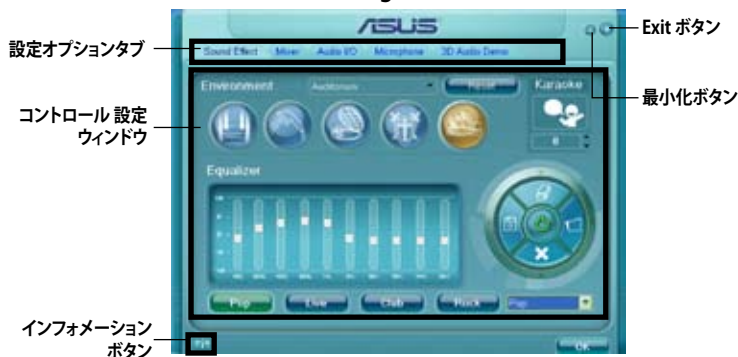 ASUS
Exit ボタン
設定オプションタブ
Sound Effect Mixer Audio I/O Microphone 3D Audio Demo
最小化ボタン
Environment Auditorium Reset Karaoke
コントロール 設定
ウィンドウ
0
Equalizer
Pop Live Club Rock Pop
インフォメーション
ボタン
OK